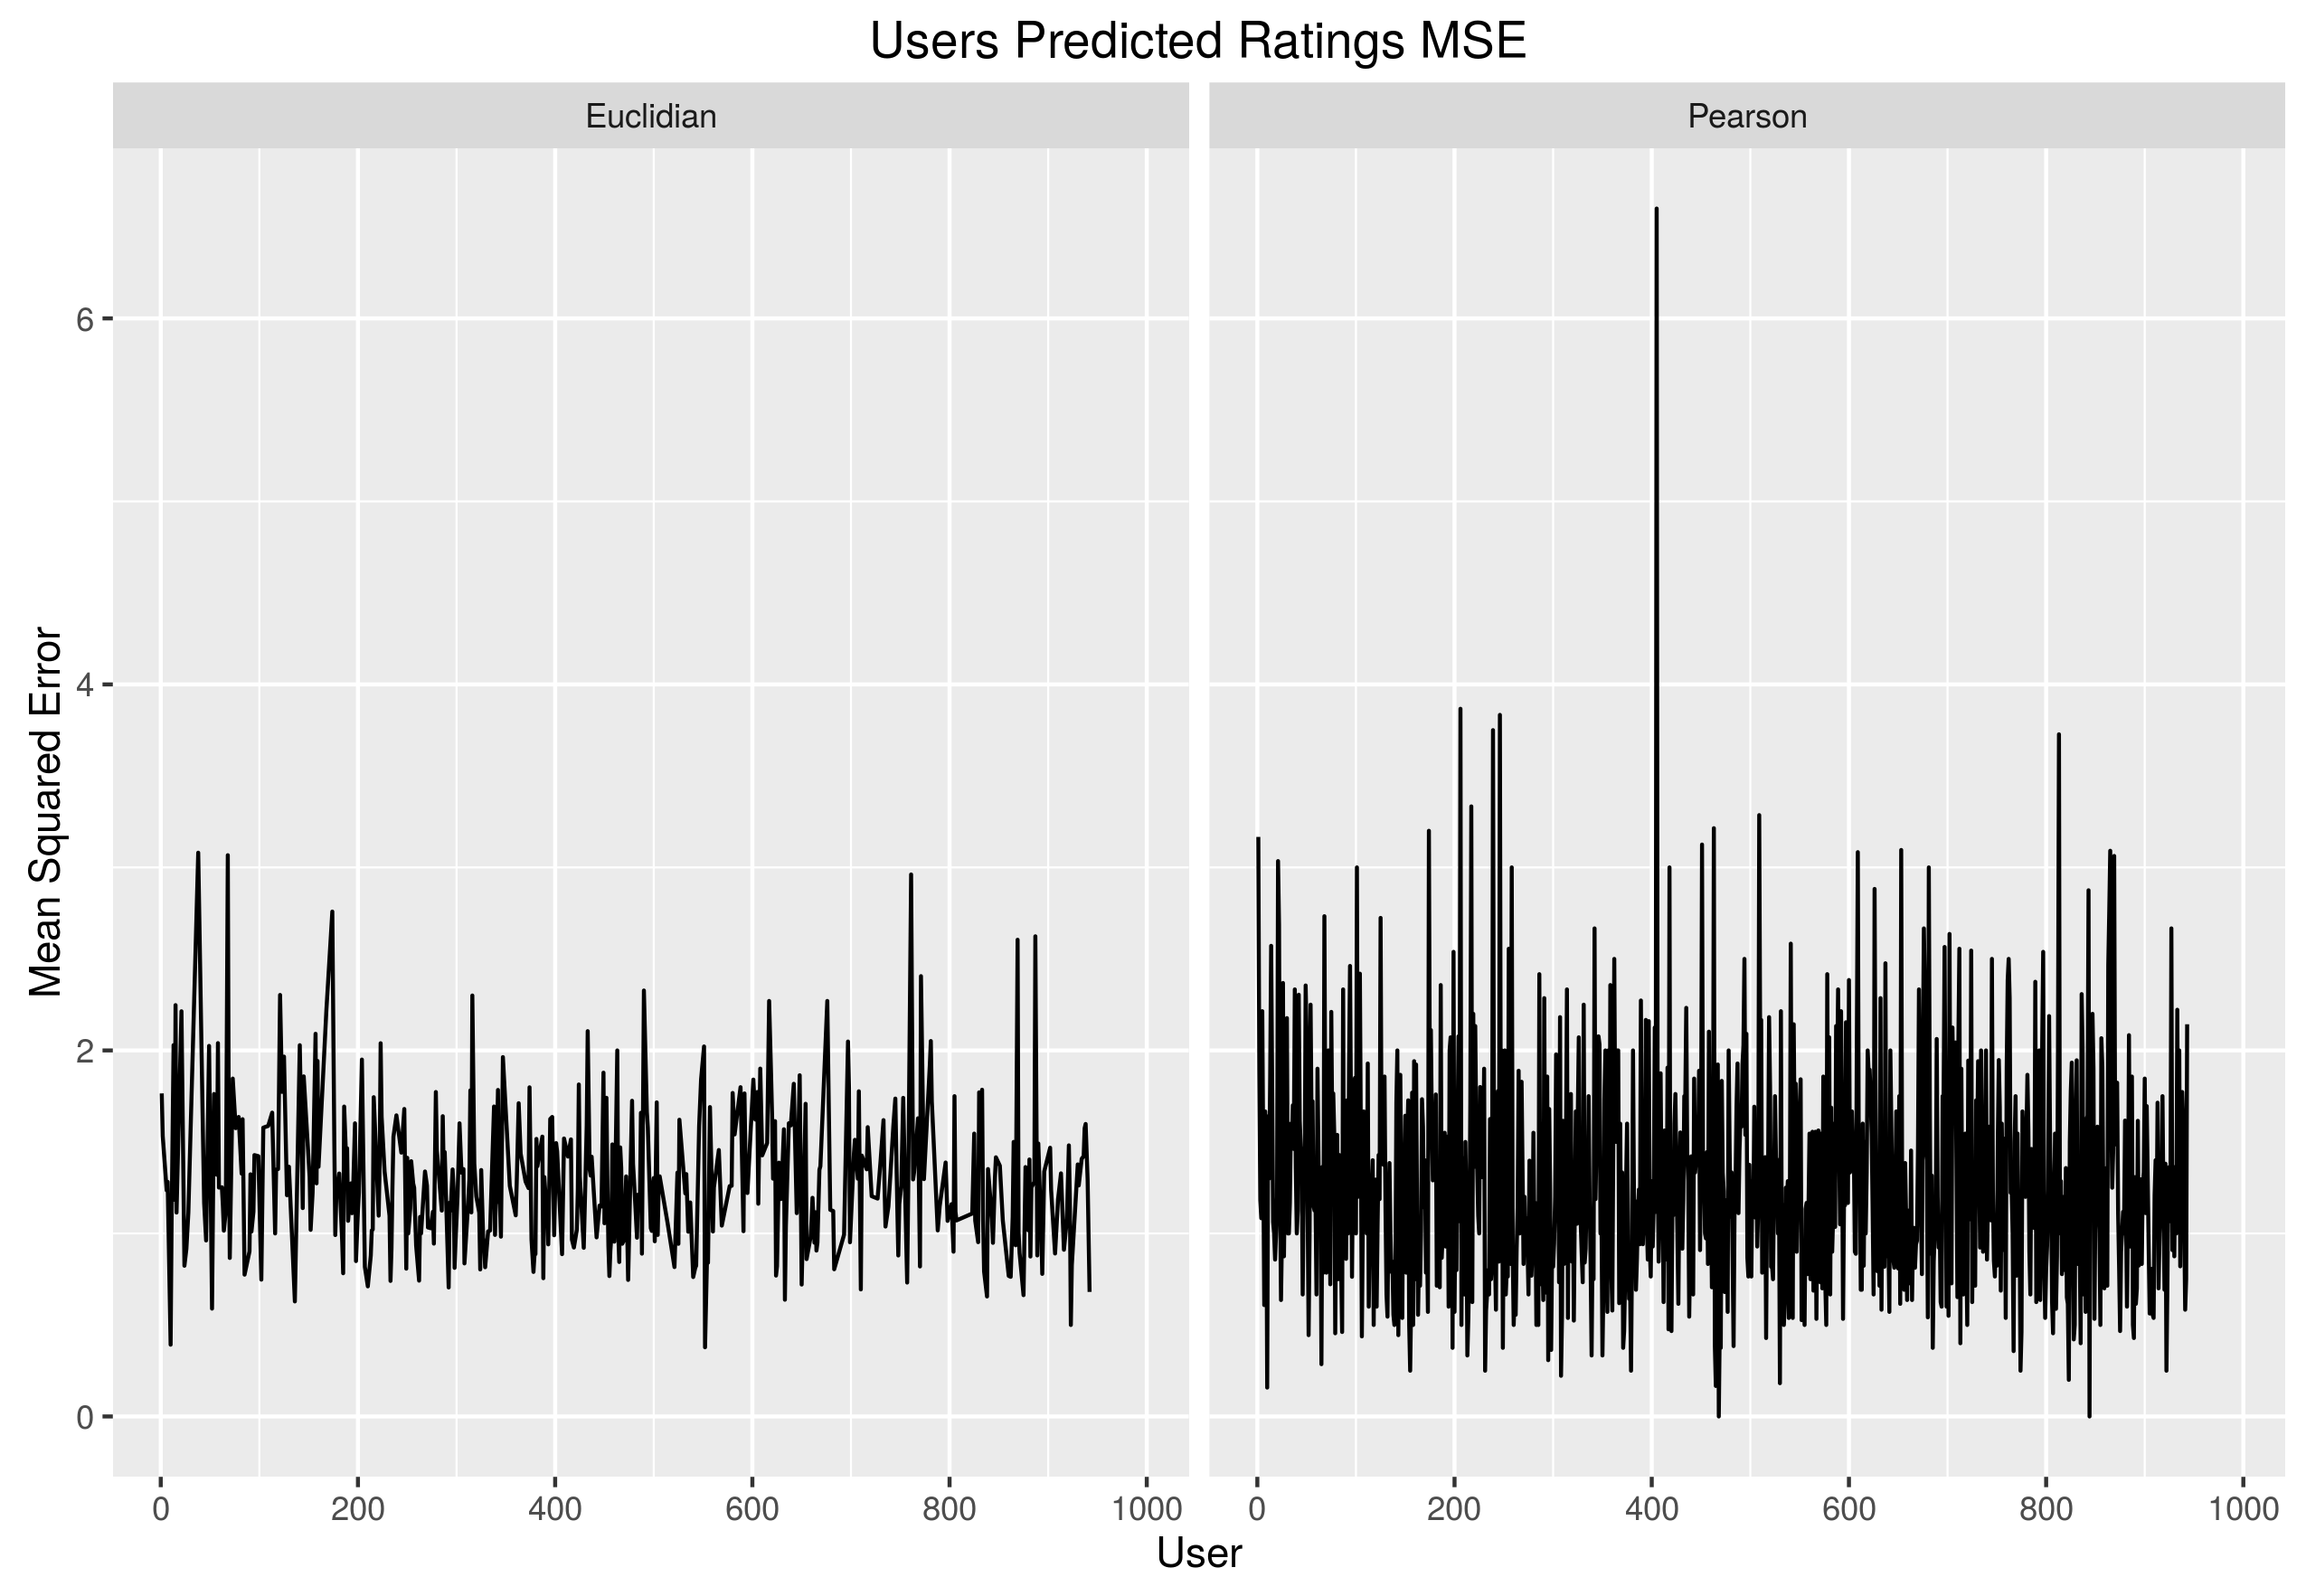 Users Predicted Ratings MSE
Euclidian
Pearson
Mean Squared Error
6
4
2
0
0 200 400 600 800 1000
0 200 400 600 800 1000
User